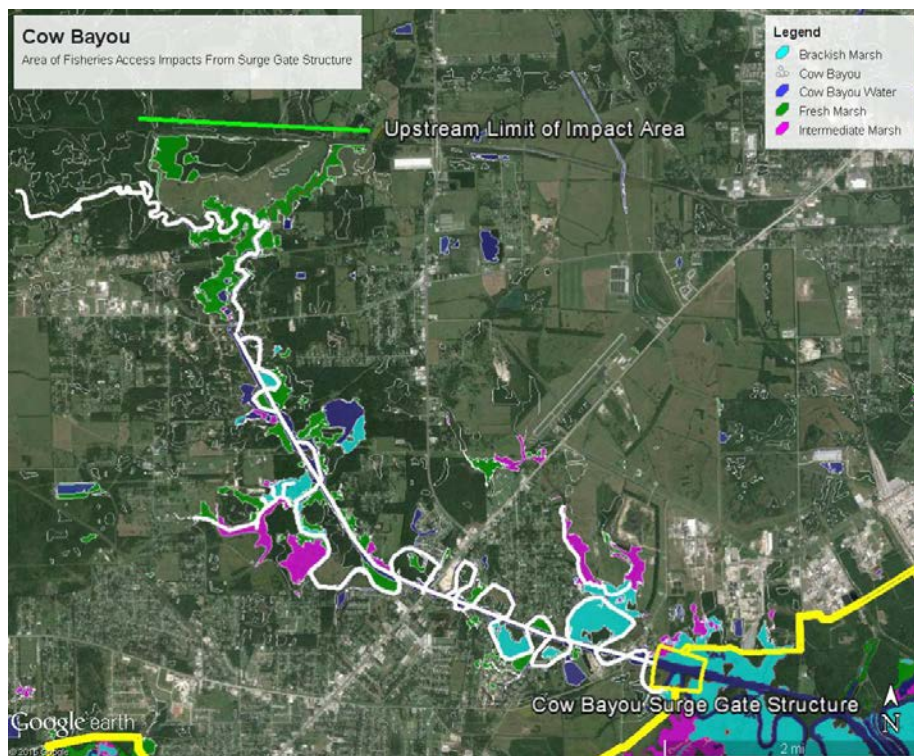 Cow Bayou
Area of Fisheries Access Impacts From Surge Gate Structure
Legend
Brackish Marsh
Cow Bayou
Cow Bayou Water
Fresh Marsh
Intermediate Marsh
Upstream Limit of Impact Area
Cow Bayou Surge Gate Structure
N
Google earth
2 mi